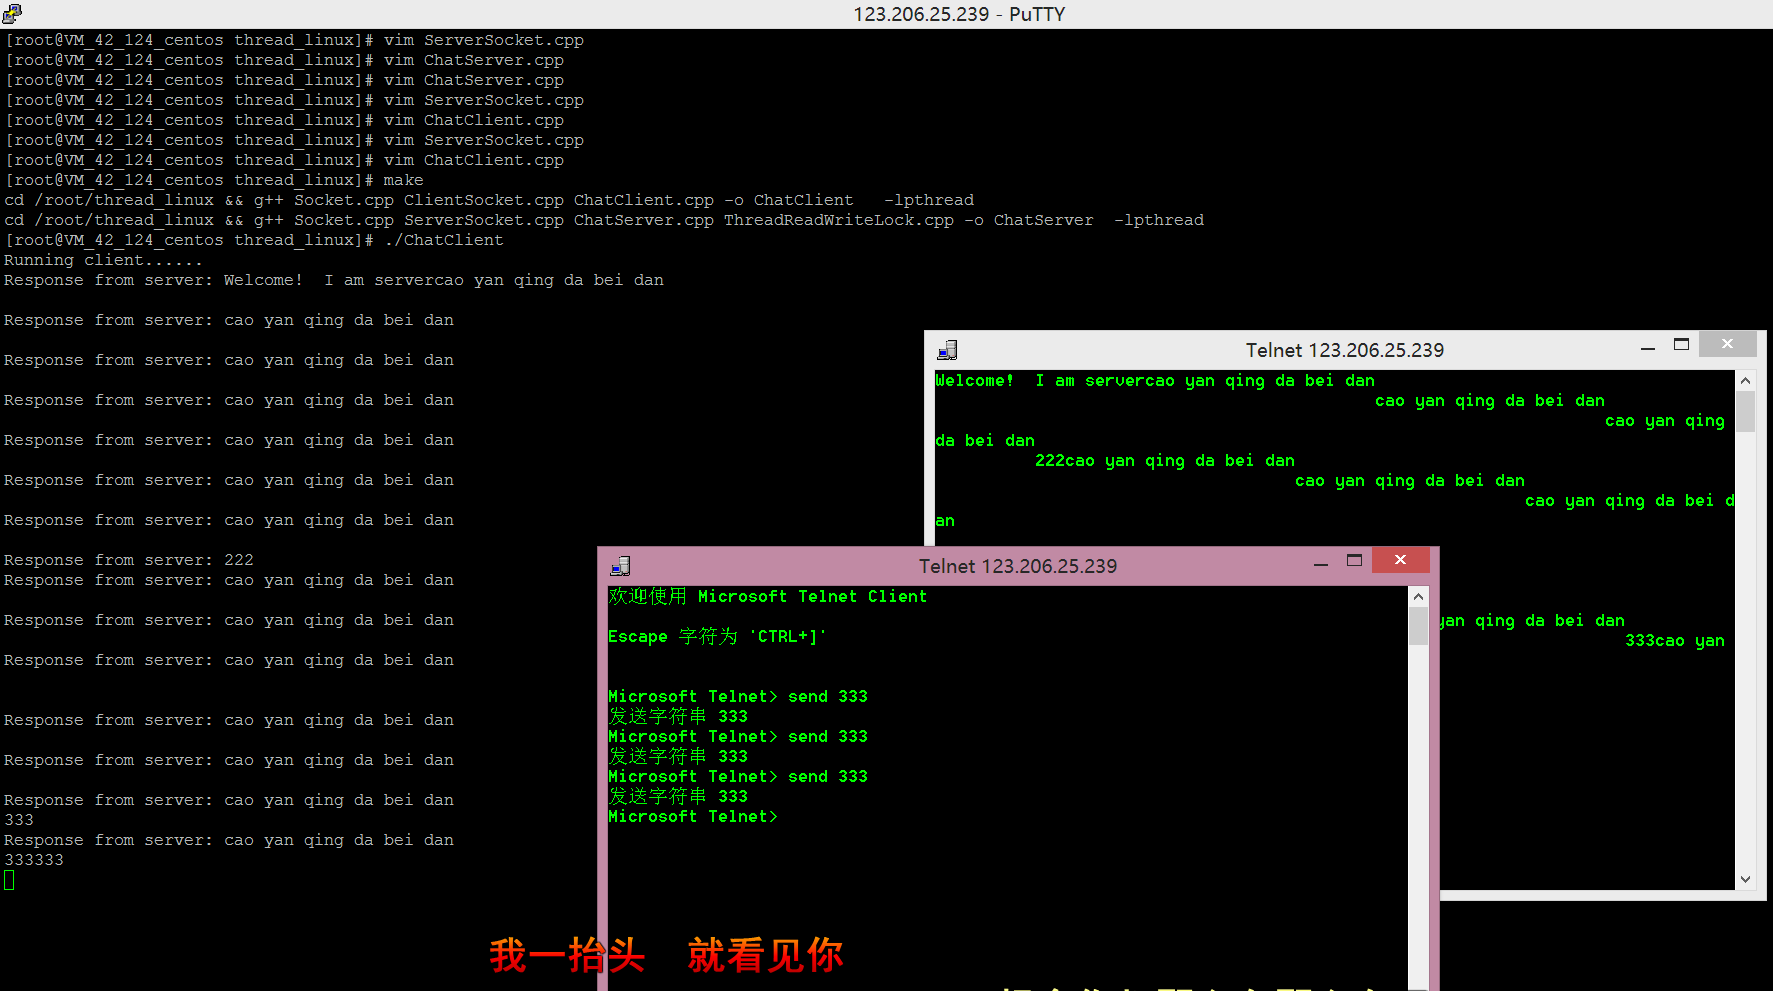 123.206.25.239 - PuTTY
[root@VM_42_124_centos thread_linux]# vim ServerSocket.cpp
[root@VM_42_124_centos thread_linux]# vim ChatServer.cpp
[root@VM_42_124_centos thread_linux]# vim ChatServer.cpp
[root@VM_42_124_centos thread_linux]# vim ServerSocket.cpp
[root@VM_42_124_centos thread_linux]# vim ChatClient.cpp
[root@VM_42_124_centos thread_linux]# vim ServerSocket.cpp
[root@VM_42_124_centos thread_linux]# vim ChatClient.cpp
[root@VM_42_124_centos thread_linux]# make
cd /root/thread_linux && g++ Socket.cpp ClientSocket.cpp ChatClient.cpp -o ChatClient   -lpthread
cd /root/thread_linux && g++ Socket.cpp ServerSocket.cpp ChatServer.cpp ThreadReadWriteLock.cpp -o ChatServer  -lpthread
[root@VM_42_124_centos thread_linux]# ./ChatClient
Running client......
Response from server: Welcome!  I am servercao yan qing da bei dan
Response from server: cao yan qing da bei dan
Response from server: cao yan qing da bei dan
Response from server: cao yan qing da bei dan
Response from server: cao yan qing da bei dan
Response from server: cao yan qing da bei dan
Response from server: cao yan qing da bei dan
Response from server: 222
Response from server: cao yan qing da bei dan
Response from server: cao yan qing da bei dan
Response from server: cao yan qing da bei dan
Response from server: cao yan qing da bei dan
Response from server: cao yan qing da bei dan
Response from server: cao yan qing da bei dan
333
Response from server: cao yan qing da bei dan
333333
Telnet 123.206.25.239
Welcome!  I am servercao yan qing da bei dan
cao yan qing da bei dan
cao yan qing
da bei dan
222cao yan qing da bei dan
cao yan qing da bei dan
cao yan qing da bei d
an
yan qing da bei dan
333cao yan
Telnet 123.206.25.239
欢迎使用 Microsoft Telnet Client
Escape 字符为 'CTRL+]'
Microsoft Telnet> send 333
发送字符串 333
Microsoft Telnet> send 333
发送字符串 333
Microsoft Telnet> send 333
发送字符串 333
Microsoft Telnet>
我一抬头 就看见你